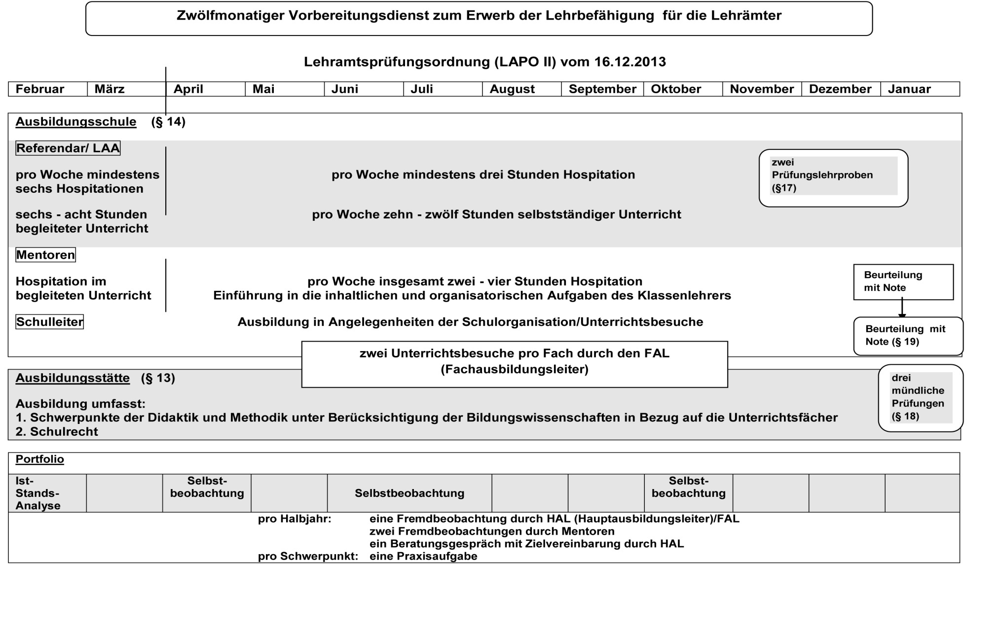 Zwölfmonatiger Vorbereitungsdienst zum Erwerb der Lehrbefähigung  für die Lehrämter
Lehramtsprüfungsordnung (LAPO II) vom 16.12.2013
Februar März April Mai Juni Juli August September Oktober November Dezember Januar
Ausbildungsschule (§ 14)
Referendar/ LAA
pro Woche mindestens
sechs Hospitationen
pro Woche mindestens drei Stunden Hospitation
zwei
Prüfungslehrproben
(§17)
sechs - acht Stunden
begleiteter Unterricht
pro Woche zehn - zwölf Stunden selbstständiger Unterricht
Mentoren
Hospitation im
begleiteten Unterricht
pro Woche insgesamt zwei - vier Stunden Hospitation
Einführung in die inhaltlichen und organisatorischen Aufgaben des Klassenlehrers
Beurteilung
mit Note
Schulleiter
Ausbildung in Angelegenheiten der Schulorganisation/Unterrichtsbesuche
Beurteilung  mit
Note (§ 19)
zwei Unterrichtsbesuche pro Fach durch den FAL
(Fachausbildungsleiter)
Ausbildungsstätte (§ 13)
Ausbildung umfasst:
1. Schwerpunkte der Didaktik und Methodik unter Berücksichtigung der Bildungswissenschaften in Bezug auf die Unterrichtsfächer
2. Schulrecht
drei
mündliche
Prüfungen
(§ 18)
Portfolio
Ist-
Stands-
Analyse
Selbst-
beobachtung
Selbstbeobachtung
Selbst-
beobachtung
pro Halbjahr: eine Fremdbeobachtung durch HAL (Hauptausbildungsleiter)/FAL
zwei Fremdbeobachtungen durch Mentoren
ein Beratungsgespräch mit Zielvereinbarung durch HAL
pro Schwerpunkt: eine Praxisaufgabe